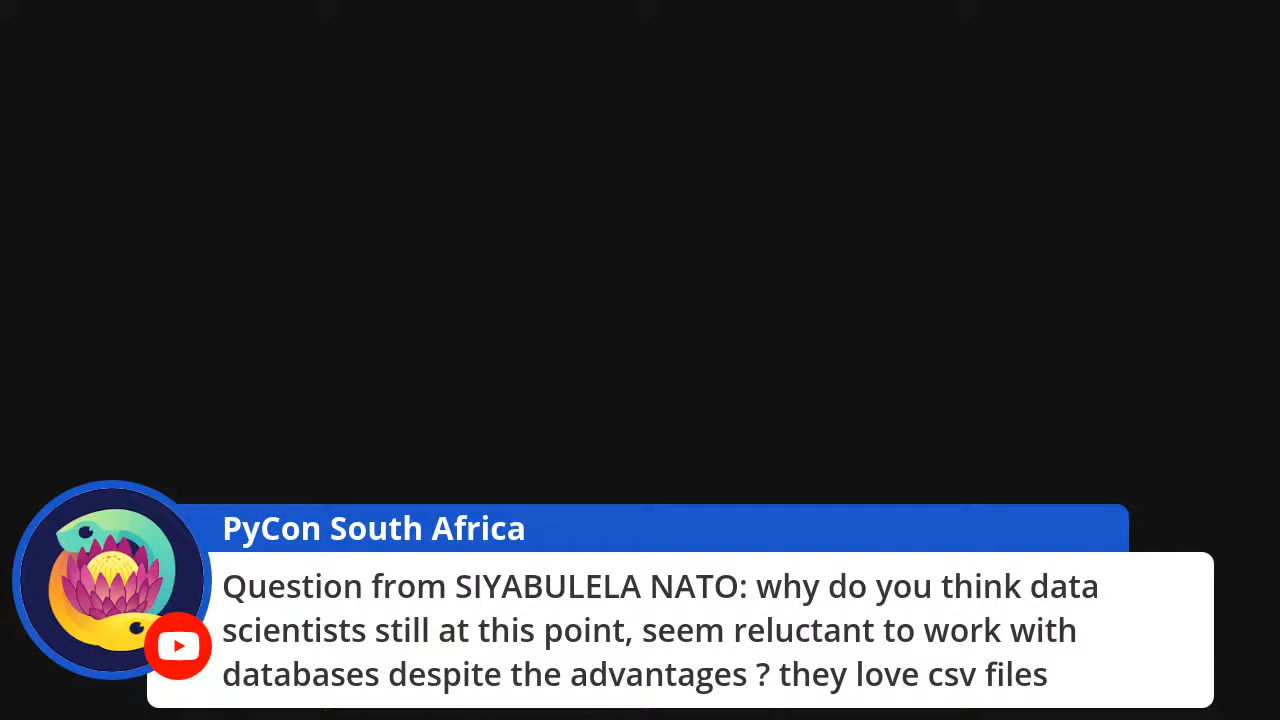 PyCon South Africa
Question from SIYABULELA NATO: why do you think data
scientists still at this point, seem reluctant to work with
databases despite the advantages ? they love csv files